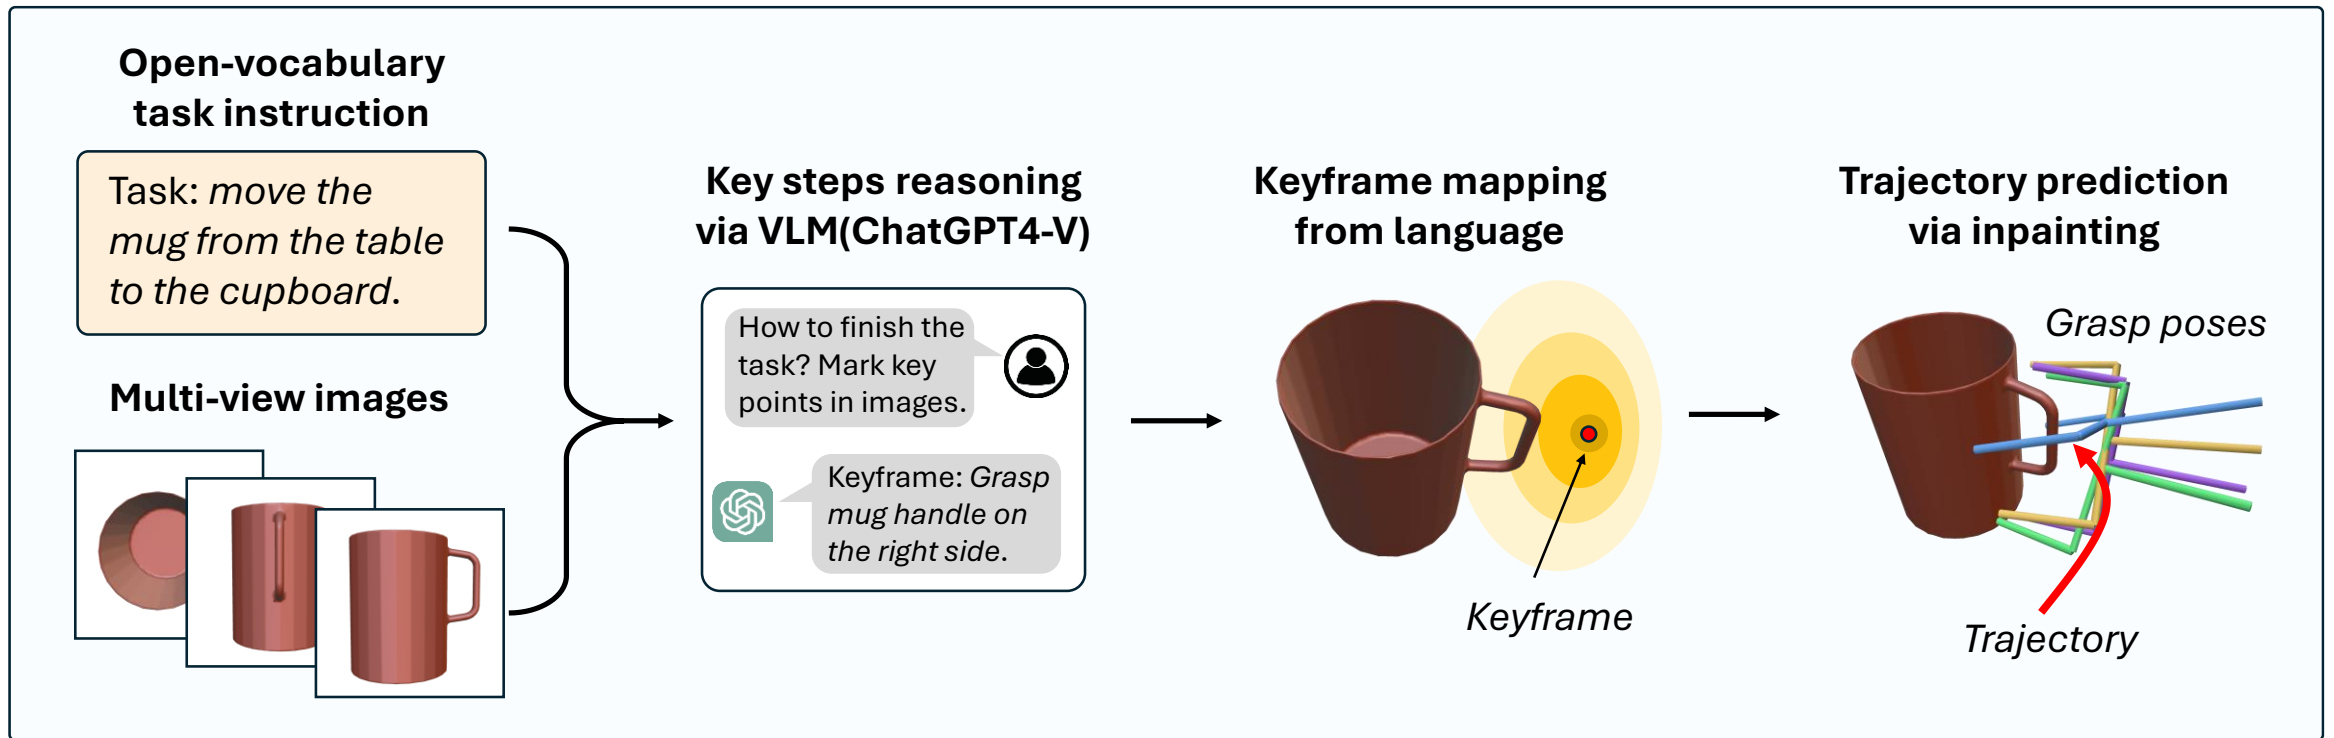 Open-vocabulary
task instruction
Task: move the
mug from the table
to the cupboard.
Multi-view images
Key steps reasoning
via VLM(ChatGPT4-V)
How to finish the
task? Mark key
points in images.
Keyframe: Grasp
mug handle on
the right side.
Keyframe mapping
from language
Keyframe
Trajectory prediction
via inpainting
Grasp poses
Trajectory